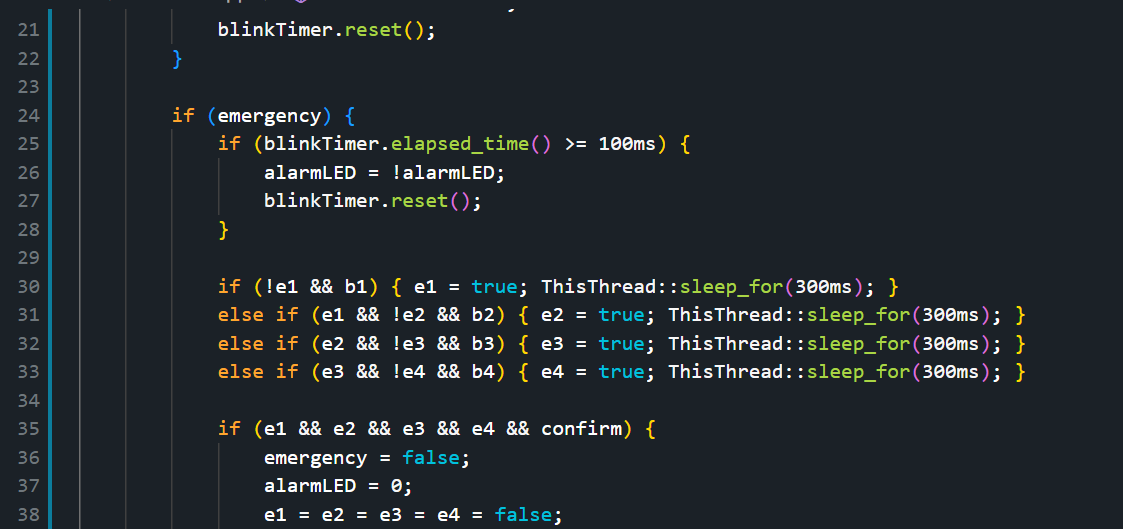 21 blinkTimer.reset();
22 }
23
24 if (emergency) {
25 if (blinkTimer.elapsed_time() >= 100ms) {
26 alarmLED = !alarmLED;
27 blinkTimer.reset();
28 }
29
30 if (!e1 && b1) { e1 = true; ThisThread::sleep_for(300ms); }
31 else if (e1 && !e2 && b2) { e2 = true; ThisThread::sleep_for(300ms); }
32 else if (e2 && !e3 && b3) { e3 = true; ThisThread::sleep_for(300ms); }
33 else if (e3 && !e4 && b4) { e4 = true; ThisThread::sleep_for(300ms); }
34
35 if (e1 && e2 && e3 && e4 && confirm) {
36 emergency = false;
37 alarmLED = 0;
38 e1 = e2 = e3 = e4 = false;